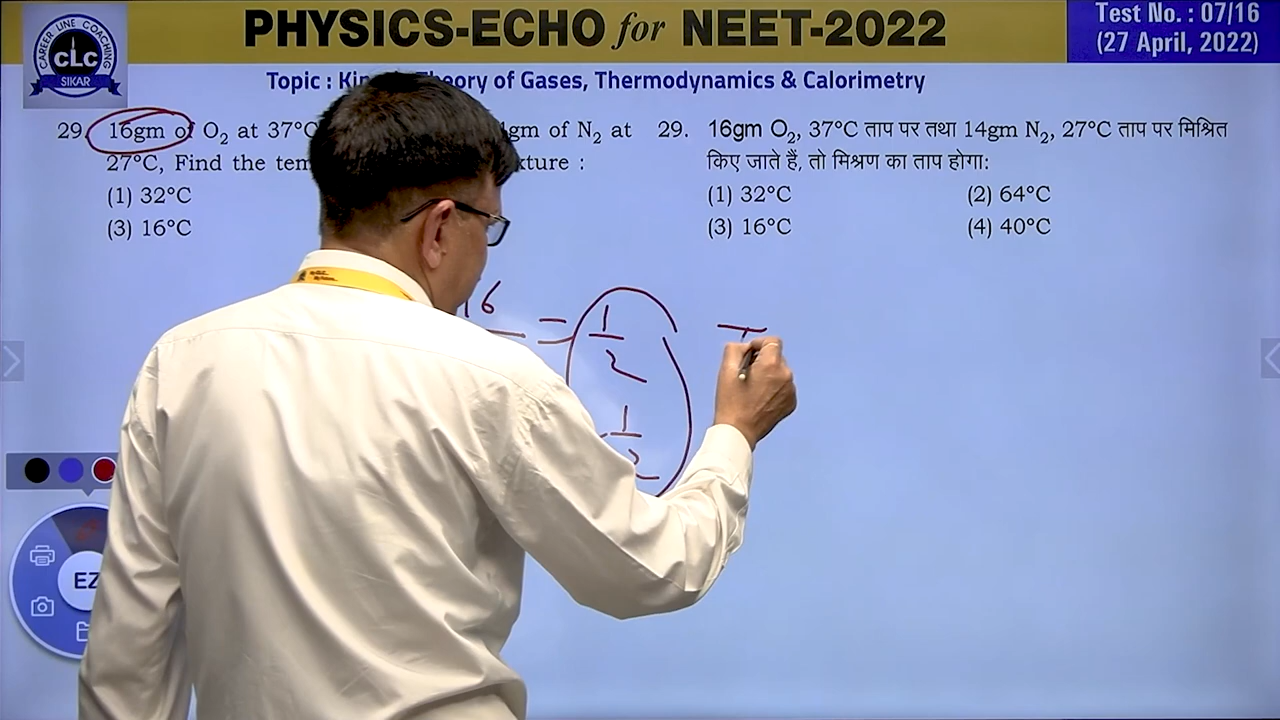 PHYSICS-ECHO for NEET-2022
Test No. : 07/16
(27 April, 2022)
CAREER LINE COACHING
CLC
SIKAR
Topic : Kin Theory of Gases, Thermodynamics & Calorimetry
29. 16gm of O₂ at 37°C gm of N₂ at
27°C, Find the tem xture :
(1) 32°C
(3) 16°C
29. 16gm O₂, 37°C ताप पर तथा 14gm N₂, 27°C ताप पर मिश्रित
किए जाते हैं, तो मिश्रण का ताप होगा:
(1) 32°C (2) 64°C
(3) 16°C (4) 40°C
16 = 1/2
1/2
T
EZ